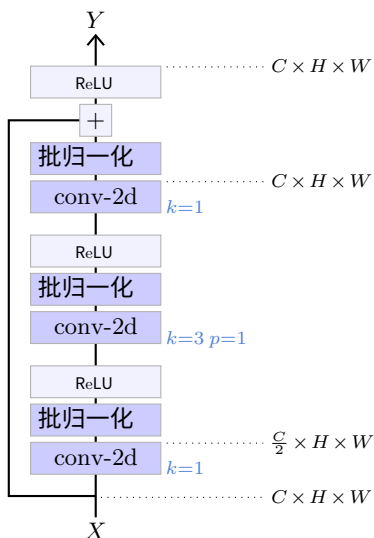 Y
ReLU
C × H × W
+
批归一化
conv-2d
C × H × W
k=1
ReLU
批归一化
conv-2d
k=3 p=1
ReLU
批归一化
conv-2d
C/2 × H × W
k=1
C × H × W
X